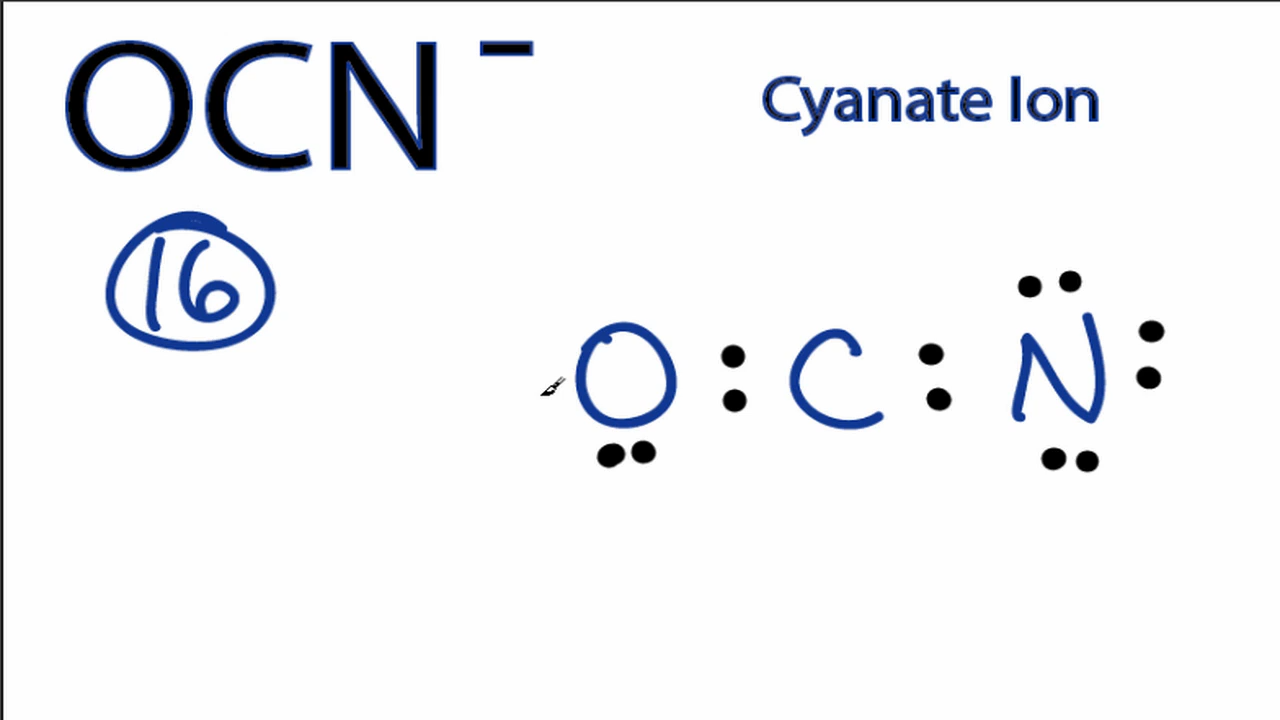 OCN⁻
Cyanate Ion
16
O : C : N